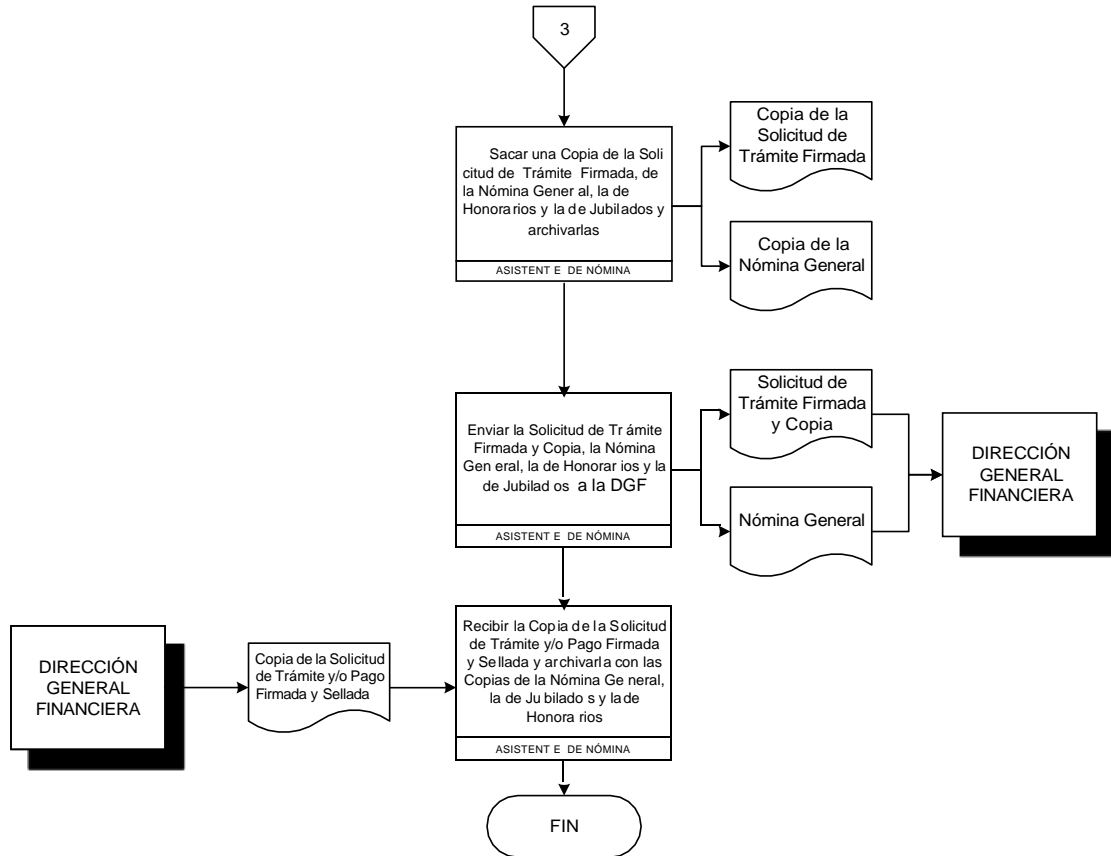 3
Sacar una Copia de la Soli
citud de Trámite Firmada, de
la Nómina Gener al, la de
Honorarios y la de Jubilados y
archivarlas
ASISTENT E DE NÓMINA
Copia de la
Solicitud de
Trámite Firmada
Copia de la
Nómina General
Enviar la Solicitud de Tr ámite
Firmada y Copia, la Nómina
Gen eral, la de Honorar ios y la
de Jubilad os a la DGF
ASISTENT E DE NÓMINA
Solicitud de
Trámite Firmada
y Copia
Nómina General
DIRECCIÓN
GENERAL
FINANCIERA
DIRECCIÓN
GENERAL
FINANCIERA
Copia de la Solicitud
de Trámite y/o Pago
Firmada y Sellada
Recibir la Copia de la Solicitud
de Trámite y/o Pago Firmada
y Sellada y archivarla con las
Copias de la Nómina Ge neral,
la de Ju bilado s y la de
Honora rios
ASISTENT E DE NÓMINA
FIN